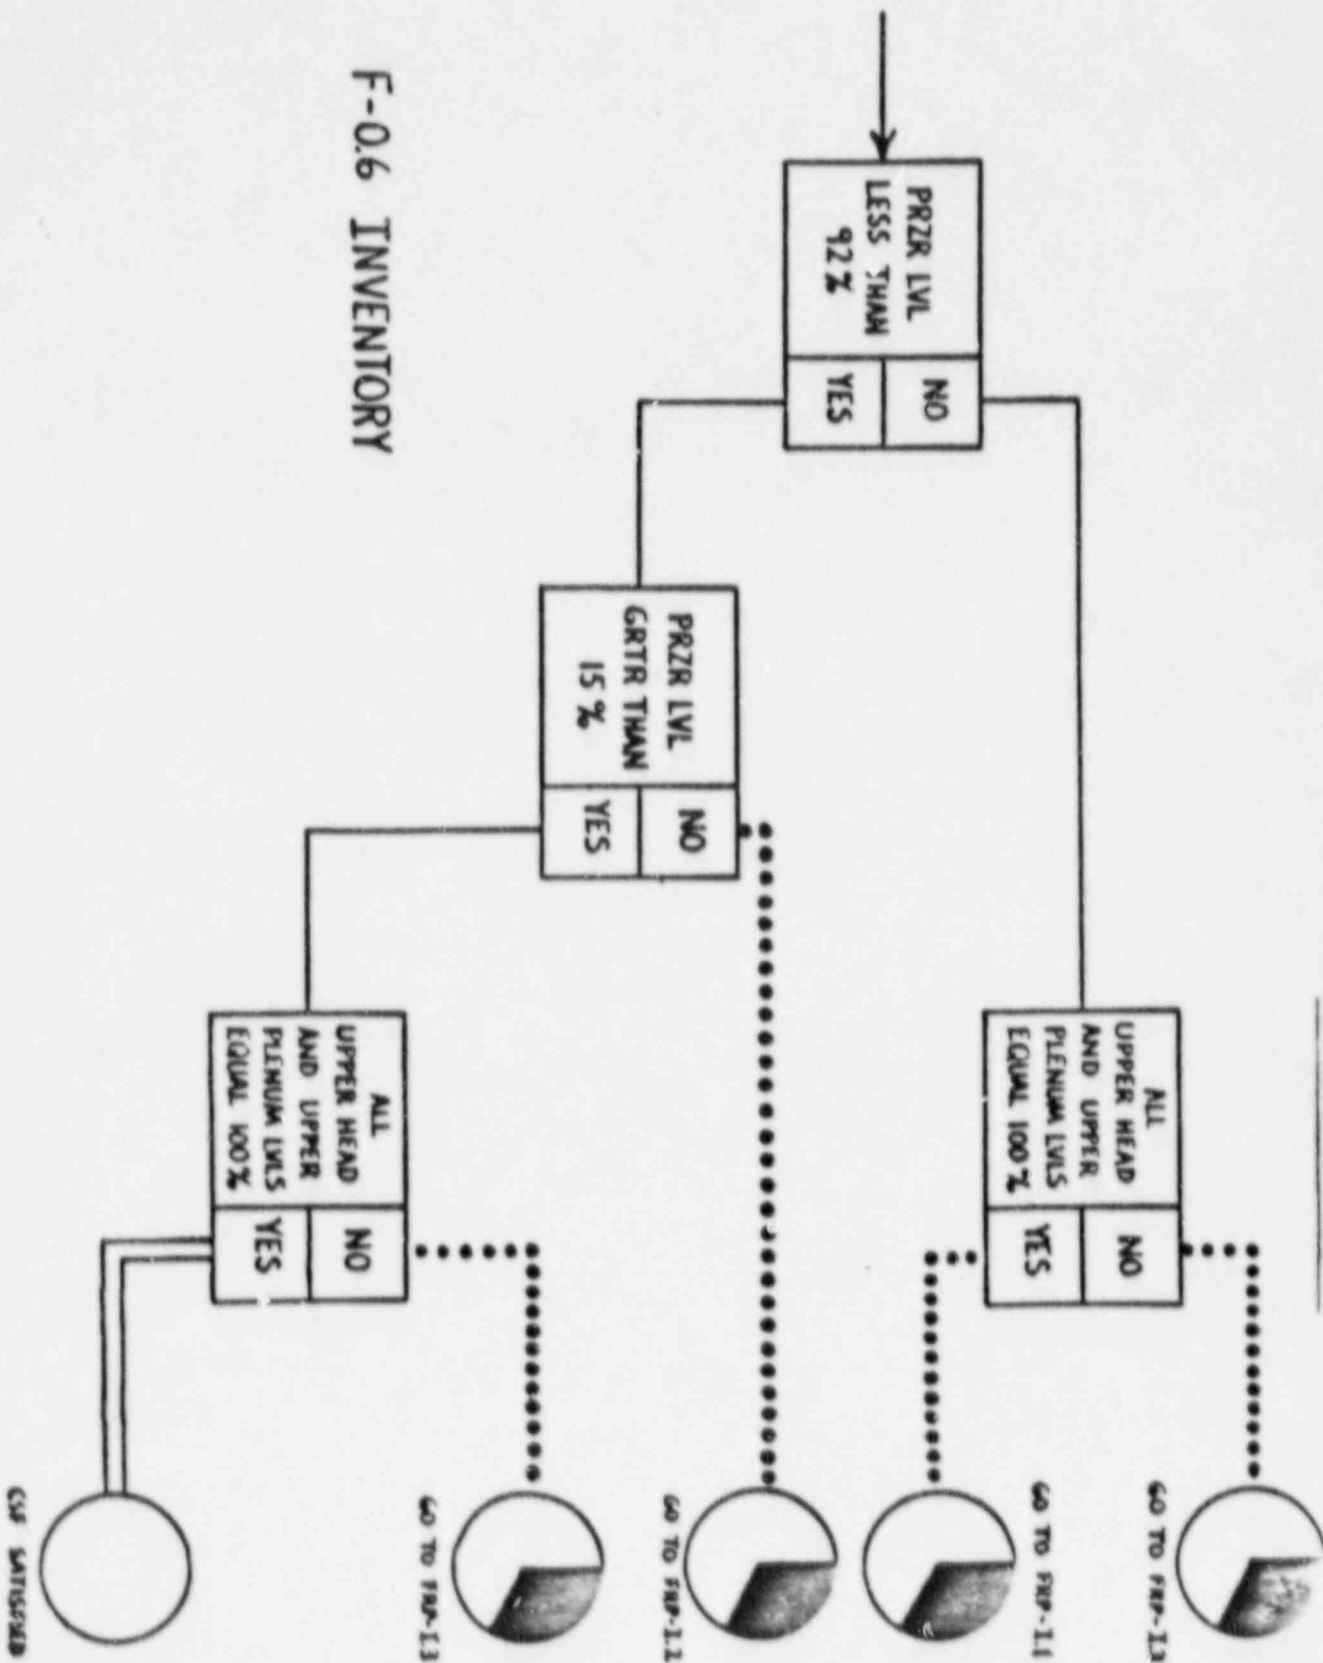 PRZR LVL
LESS THAN
92%
NO
YES
PRZR LVL
GRTR THAN
15%
NO
YES
ALL
UPPER HEAD
AND UPPER
PLENUM LVLS
EQUAL 100%
NO
YES
ALL
UPPER HEAD
AND UPPER
PLENUM LVLS
EQUAL 100%
NO
YES
GO TO FRP-I.3
GO TO FRP-I.1
GO TO FRP-I.2
GO TO FRP-I.3
CSF SATISFIED
F-0.6 INVENTORY